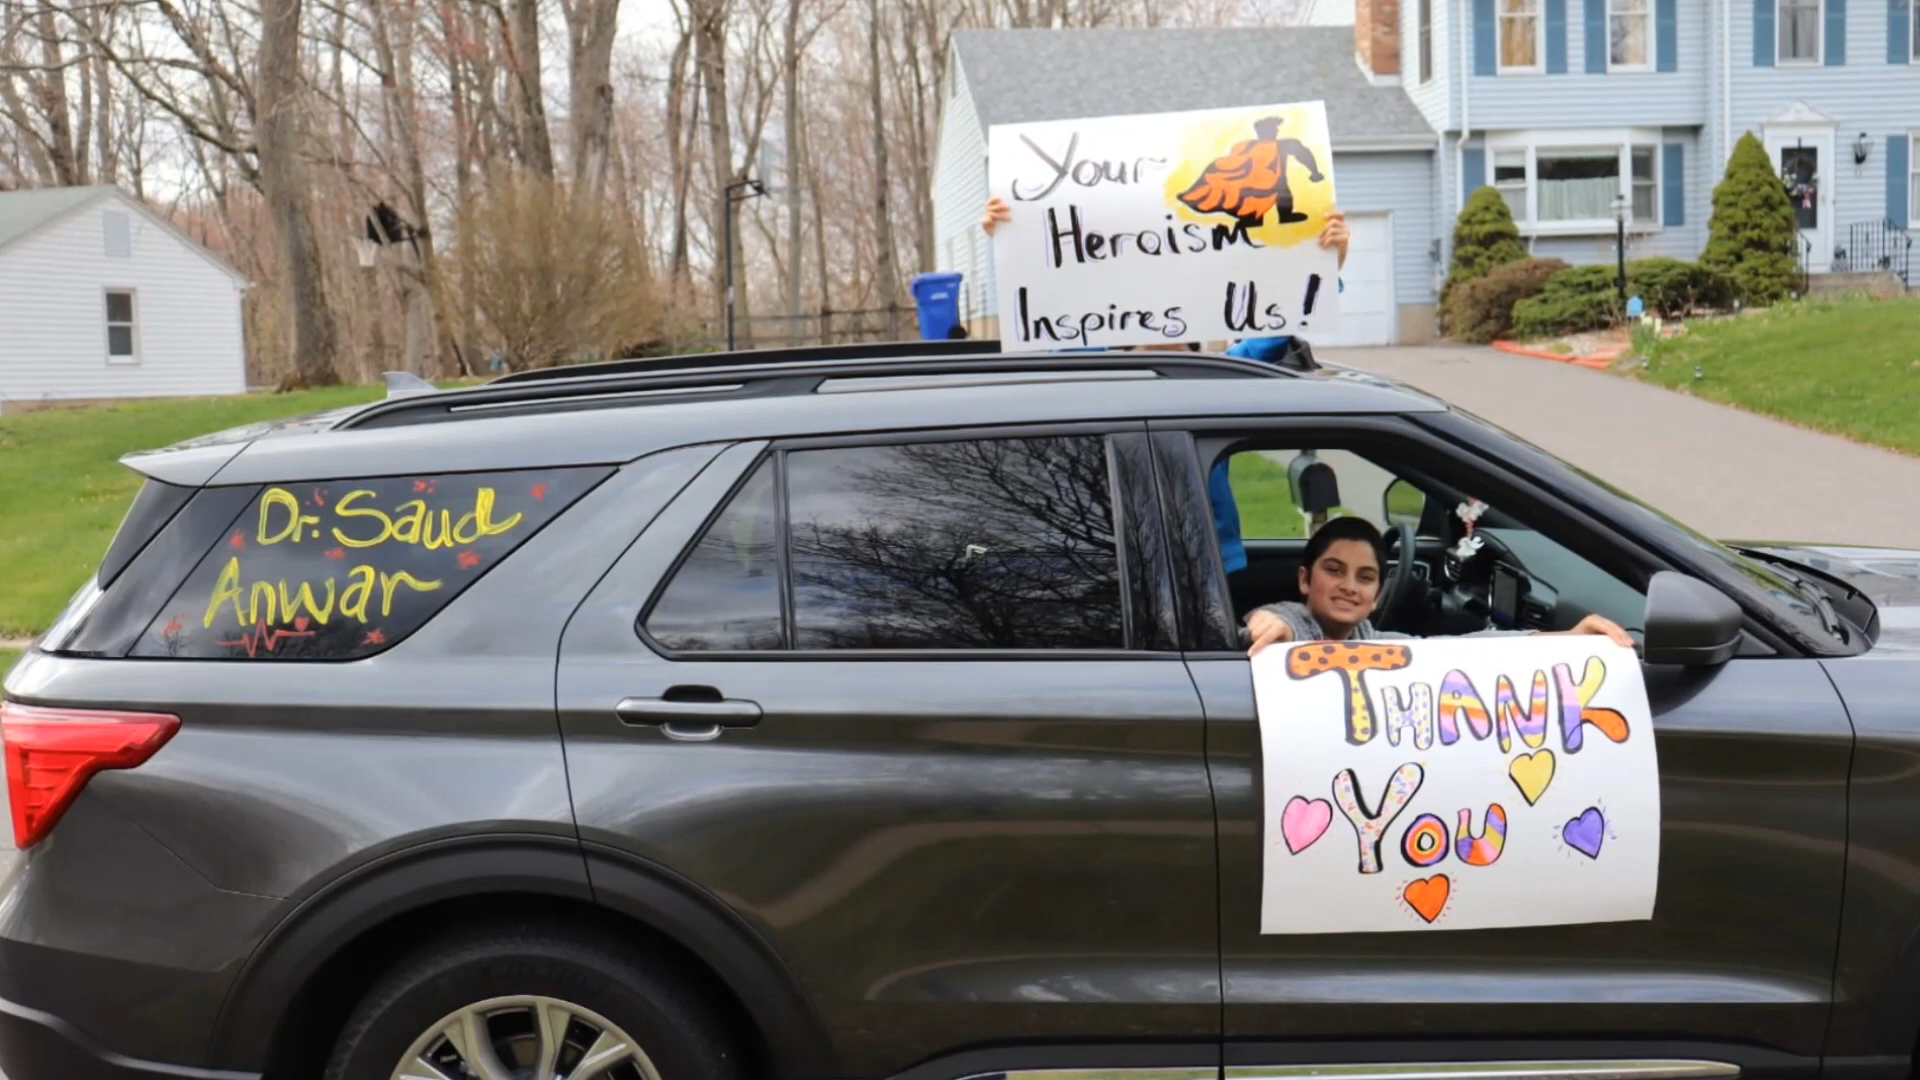 Your
Heroism
Inspires Us!
Dr. Saud
Anwar
THANK
YOU